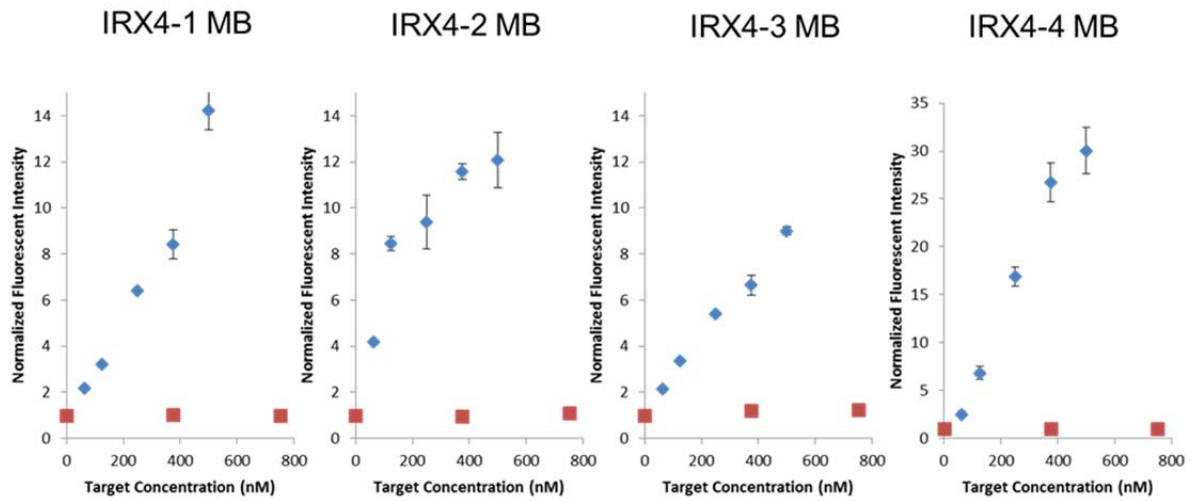 IRX4-1 MB
IRX4-2 MB
IRX4-3 MB
IRX4-4 MB
Normalized Fluorescent Intensity
14
12
10
8
6
4
2
0
0 200 400 600 800
Target Concentration (nM)
Normalized Fluorescent Intensity
14
12
10
8
6
4
2
0
0 200 400 600 800
Target Concentration (nM)
Normalized Fluorescent Intensity
14
12
10
8
6
4
2
0
0 200 400 600 800
Target Concentration (nM)
Normalized Fluorescent Intensity
35
30
25
20
15
10
5
0
0 200 400 600 800
Target Concentration (nM)